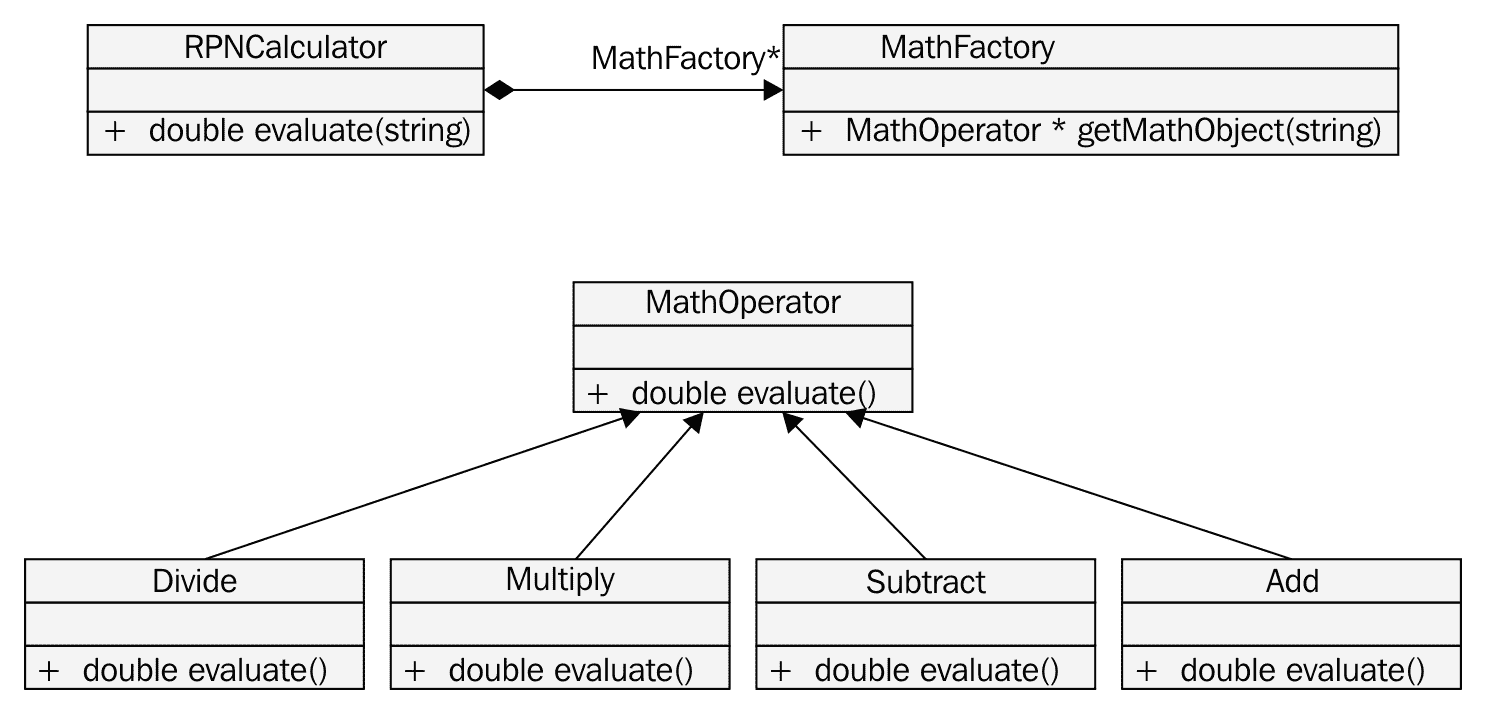 RPNCalculator
MathFactory*
MathFactory
+ double evaluate(string)
+ MathOperator * getMathObject(string)
MathOperator
+ double evaluate()
Divide
Multiply
Subtract
Add
+ double evaluate()
+ double evaluate()
+ double evaluate()
+ double evaluate()